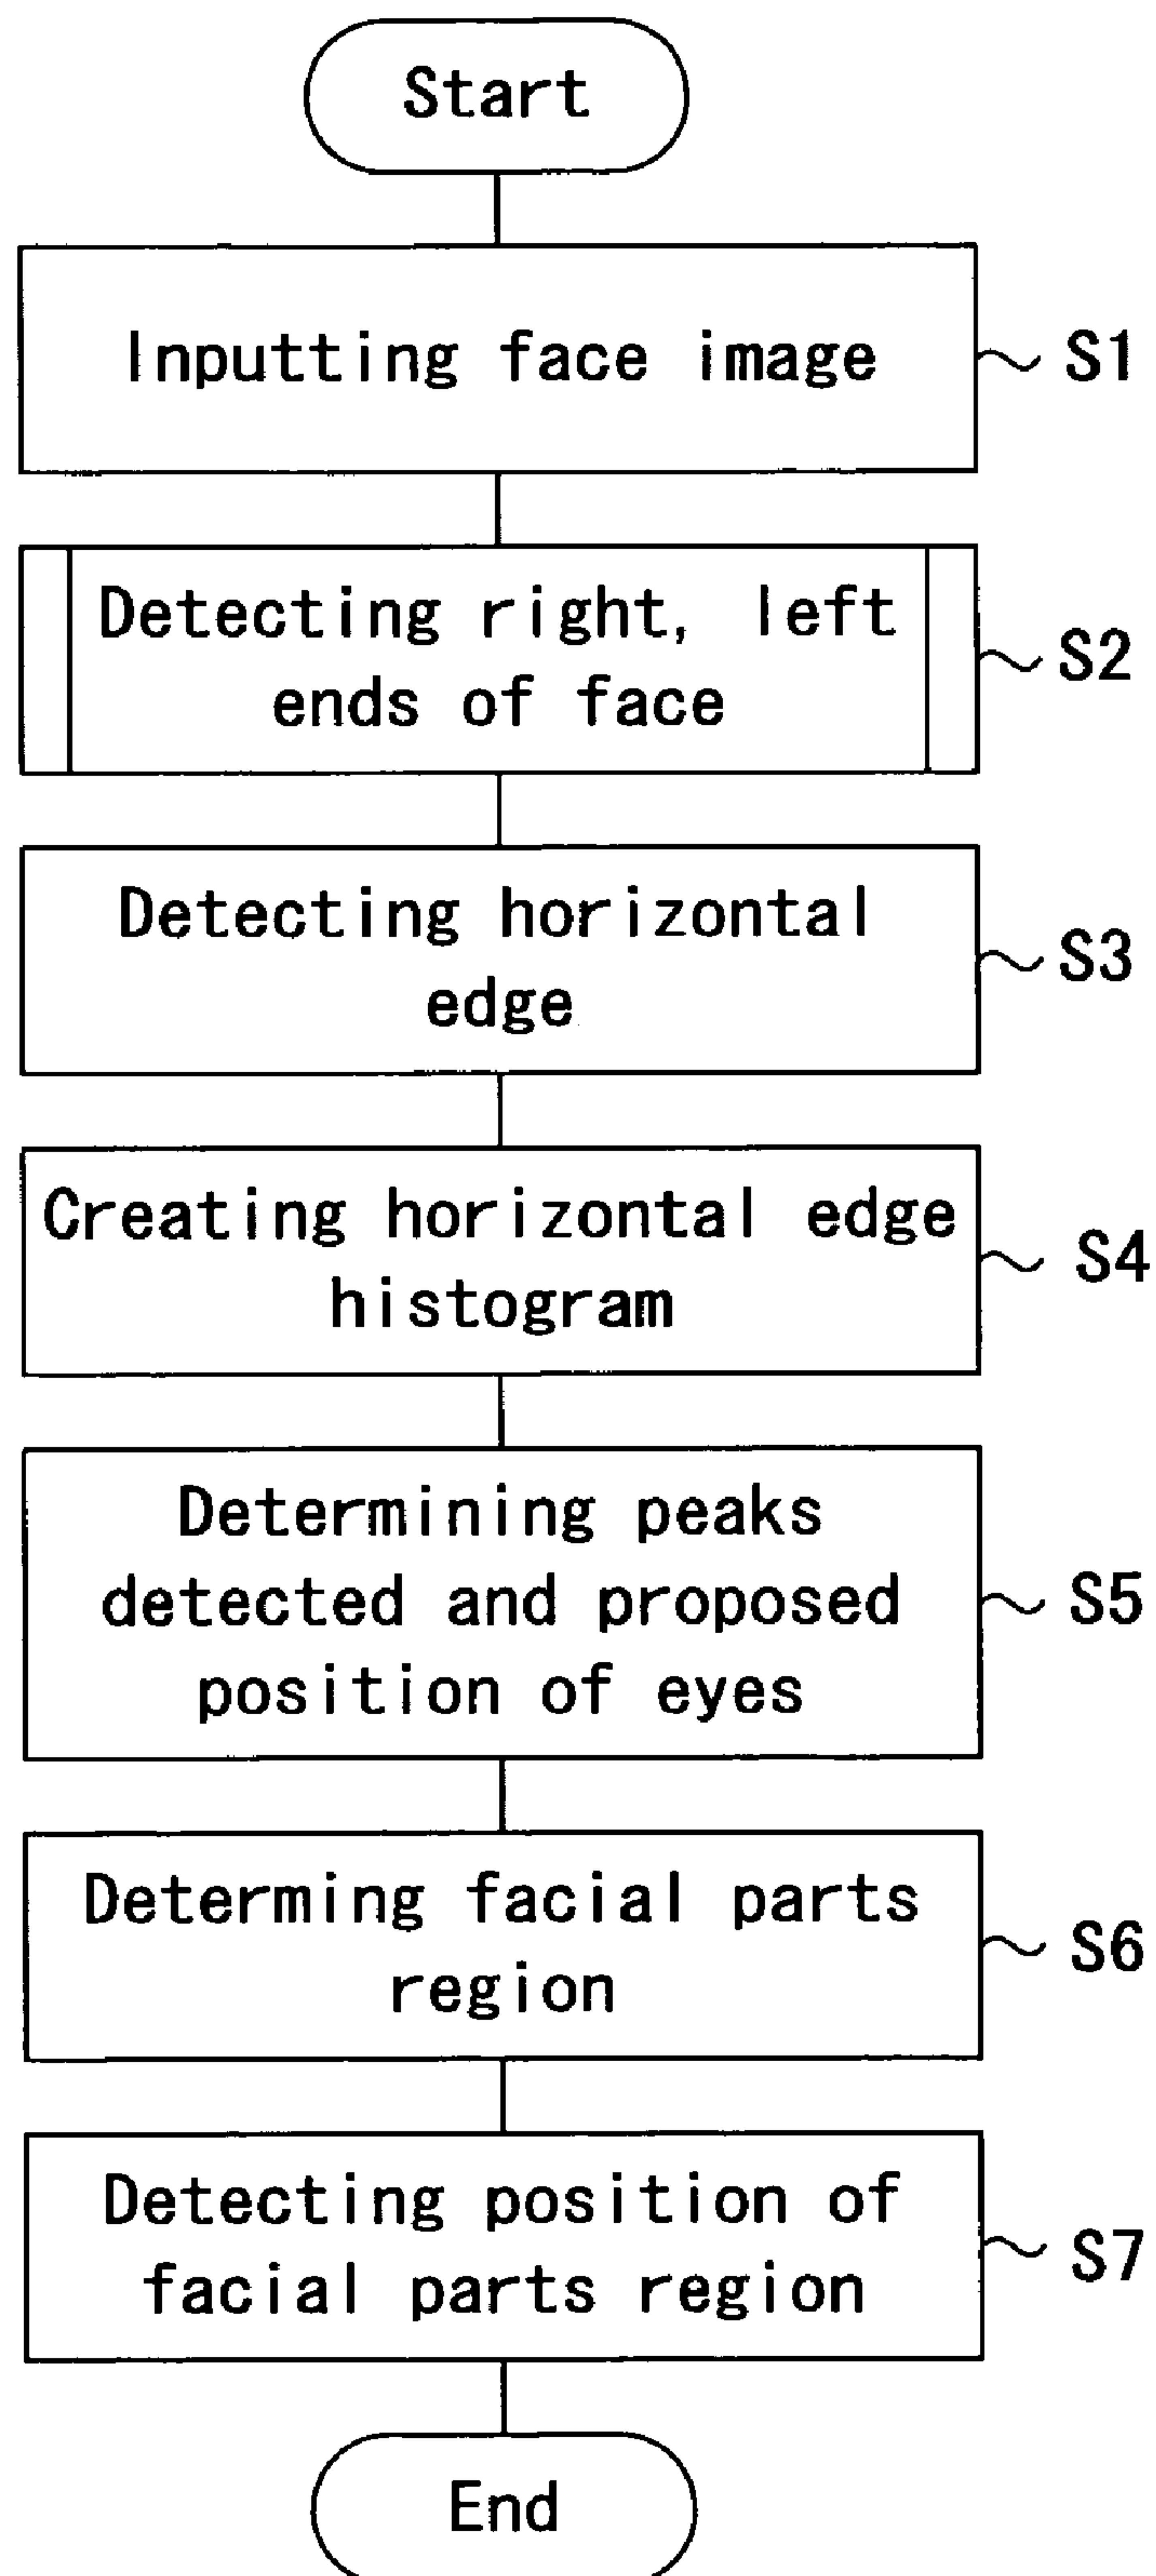 Start
Inputting face image
S1
Detecting right, left
ends of face
S2
Detecting horizontal
edge
S3
Creating horizontal edge
histogram
S4
Determining peaks
detected and proposed
position of eyes
S5
Determing facial parts
region
S6
Detecting position of
facial parts region
S7
End